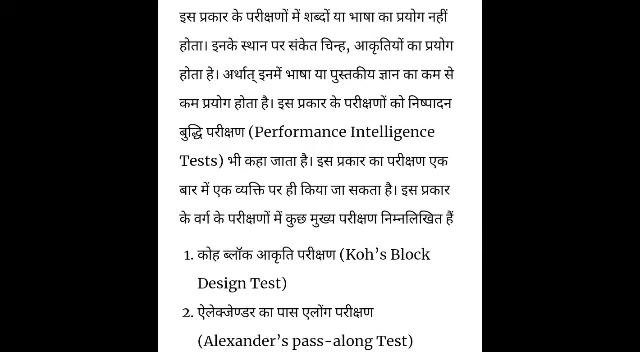 इस प्रकार के परीक्षणों में शब्दों या भाषा का प्रयोग नहीं
होता। इनके स्थान पर संकेत चिन्ह, आकृतियों का प्रयोग
होता हे। अर्थात् इनमें भाषा या पुस्तकीय ज्ञान का कम से
कम प्रयोग होता है। इस प्रकार के परीक्षणों को निष्पादन
बुद्धि परीक्षण (Performance Intelligence
Tests) भी कहा जाता है। इस प्रकार का परीक्षण एक
बार में एक व्यक्ति पर ही किया जा सकता है। इस प्रकार
के वर्ग के परीक्षणों में कुछ मुख्य परीक्षण निम्नलिखित हैं
1. कोह ब्लॉक आकृति परीक्षण (Koh’s Block
Design Test)
2. ऐलेक्जेण्डर का पास एलोंग परीक्षण
(Alexander’s pass-along Test)